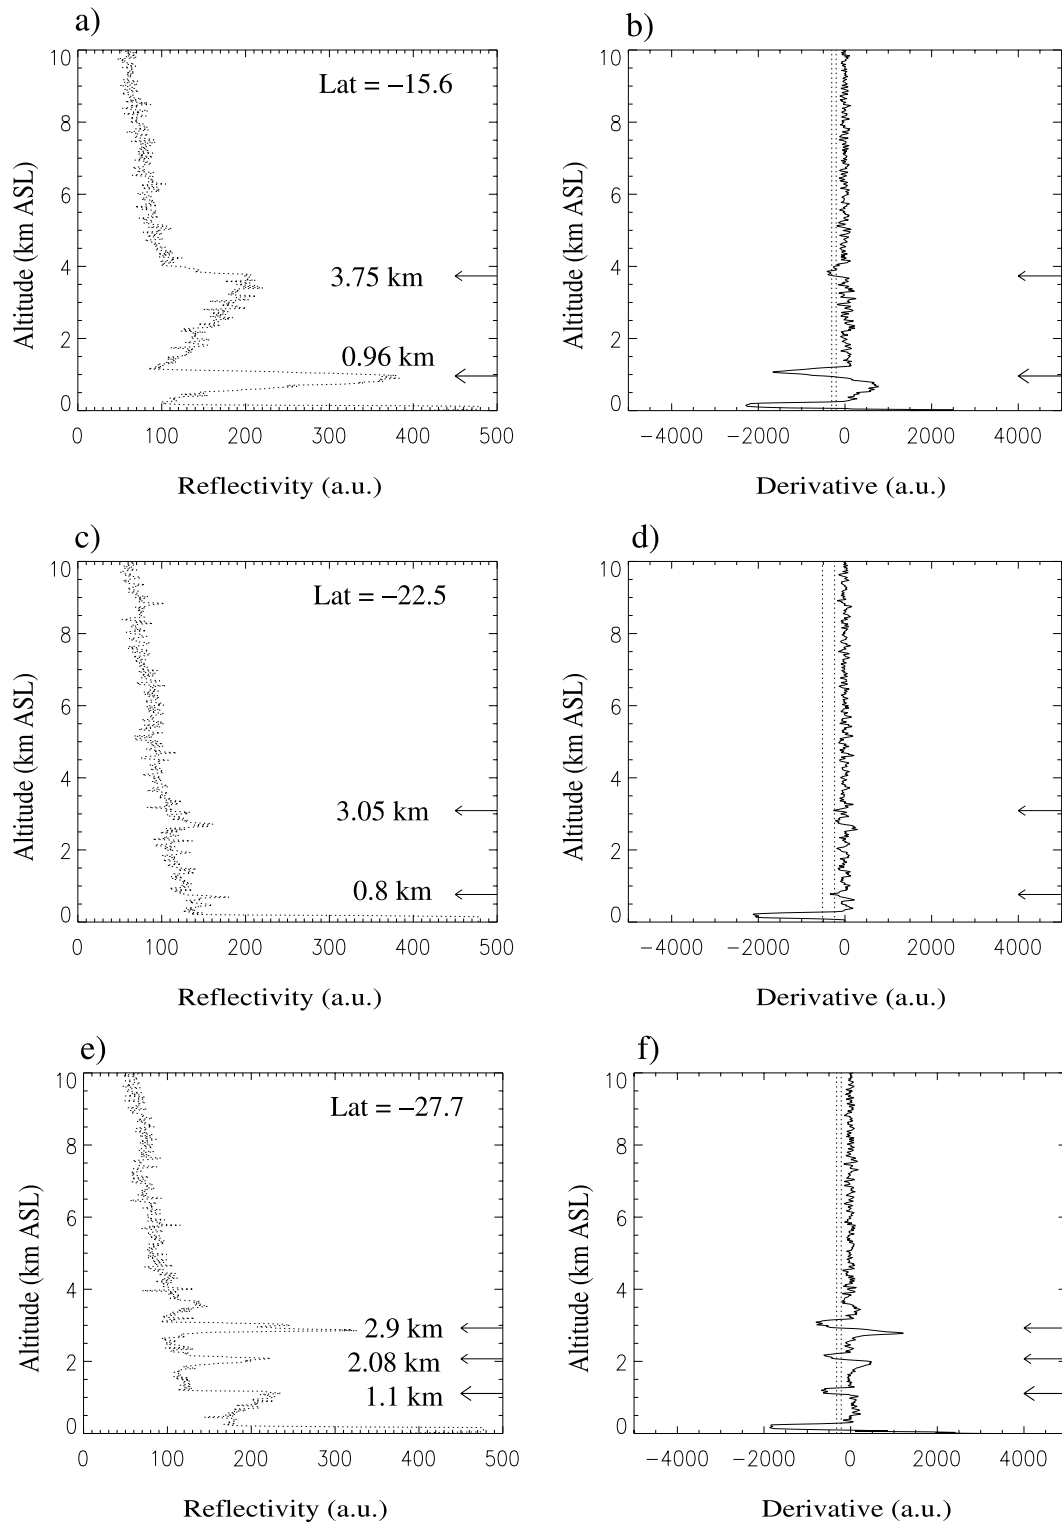 a)
b)
10
8
6
4
2
0
Altitude (km ASL)
Lat = −15.6
3.75 km
0.96 km
0 100 200 300 400 500
Reflectivity (a.u.)
10
8
6
4
2
0
Altitude (km ASL)
−4000 −2000 0 2000 4000
Derivative (a.u.)
c)
d)
10
8
6
4
2
0
Altitude (km ASL)
Lat = −22.5
3.05 km
0.8 km
0 100 200 300 400 500
Reflectivity (a.u.)
10
8
6
4
2
0
Altitude (km ASL)
−4000 −2000 0 2000 4000
Derivative (a.u.)
e)
f)
10
8
6
4
2
0
Altitude (km ASL)
Lat = −27.7
2.9 km
2.08 km
1.1 km
0 100 200 300 400 500
Reflectivity (a.u.)
10
8
6
4
2
0
Altitude (km ASL)
−4000 −2000 0 2000 4000
Derivative (a.u.)